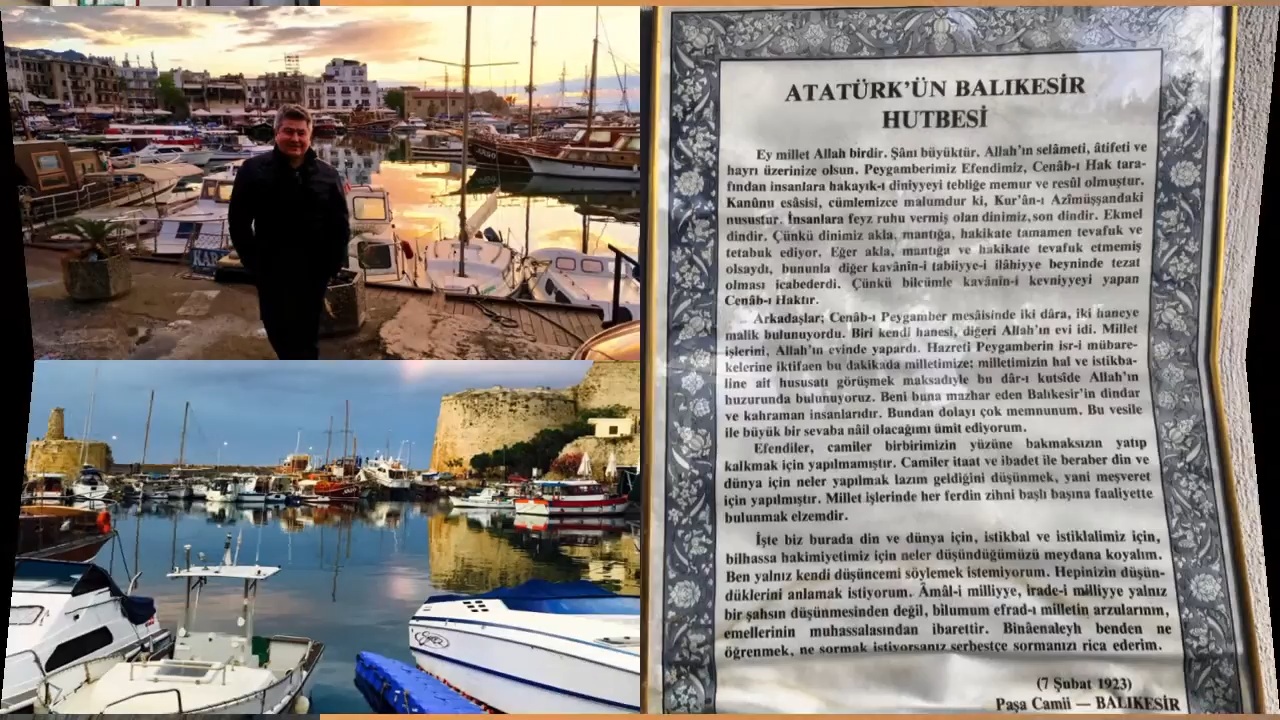 KAR
ATATÜRK'ÜN BALIKESİR
HUTBESİ
Ey millet Allah birdir. Şânı büyüktür, Allah'ın selâmeti, âtifeti ve
hayrı üzerinize olsun. Peygamberimiz Efendimiz, Cenâb-ı Hak tara-
fından insanlara hakayık-ı diniyyeyi tebliğe memur ve resûl olmuştur.
Kanûnu esâsisi, cümlemizce malumdur ki, Kur'ân-ı Azîmüşşandaki
nusustur. İnsanlara feyz ruhu vermiş olan dinimiz, son dindir. Ekmel
dindir. Çünkü dinimiz akla, mantığa, hakikate tamamen tevafuk ve
tetabuk ediyor. Eğer akla, mantığa ve hakikate tevafuk etmemiş
olsaydı, bununla diğer kavânîn-i tabiiyye-i ilâhiyye beyninde tezat
olması icabederdi. Çünkü bilcümle kavânîn-i kevniyyeyi yapan
Cenâb-ı Haktır.
Arkadaşlar; Cenâb-ı Peygamber mesâisinde iki dâra, iki haneye
malik bulunuyordu. Biri kendi hanesi, diğeri Allah'ın evi idi. Millet
işlerini, Allah'ın evinde yapardı. Hazreti Peygamberin isr-i mübare-
kelerine iktifaen bu dakikada milletimize; milletimizin hal ve istikba-
line ait hususatı görüşmek maksadıyle bu dâr-ı kutside Allah'ın
huzurunda bulunuyoruz. Beni buna mazhar eden Balıkesir'in dindar
ve kahraman insanlarıdır. Bundan dolayı çok memnunum. Bu vesile
ile büyük bir sevaba nâil olacağımı ümit ediyorum.
Efendiler, camiler birbirimizin yüzüne bakmaksızın yatıp
kalkmak için yapılmamıştır. Camiler itaat ve ibadet ile beraber din ve
dünya için neler yapılmak lazım geldiğini düşünmek, yani meşveret
için yapılmıştır. Millet işlerinde her ferdin zihni başlı başına faaliyette
bulunmak elzemdir.
İşte biz burada din ve dünya için, istikbal ve istiklalimiz için,
bilhassa hakimiyetimiz için neler düşündüğümüzü meydana koyalım.
Ben yalnız kendi düşüncemi söylemek istemiyorum. Hepinizin düşün-
düklerini anlamak istiyorum. Âmâl-i milliyye, irade-i milliyye yalnız
bir şahsın düşünmesinden değil, bilumum efrad-ı milletin arzularının,
emellerinin muhassalasından ibarettir. Binâenaleyh benden ne
öğrenmek, ne sormak istiyorsanız serbestçe sormanızı rica ederim.
(7 Şubat 1923)
Paşa Camii — BALIKESİR